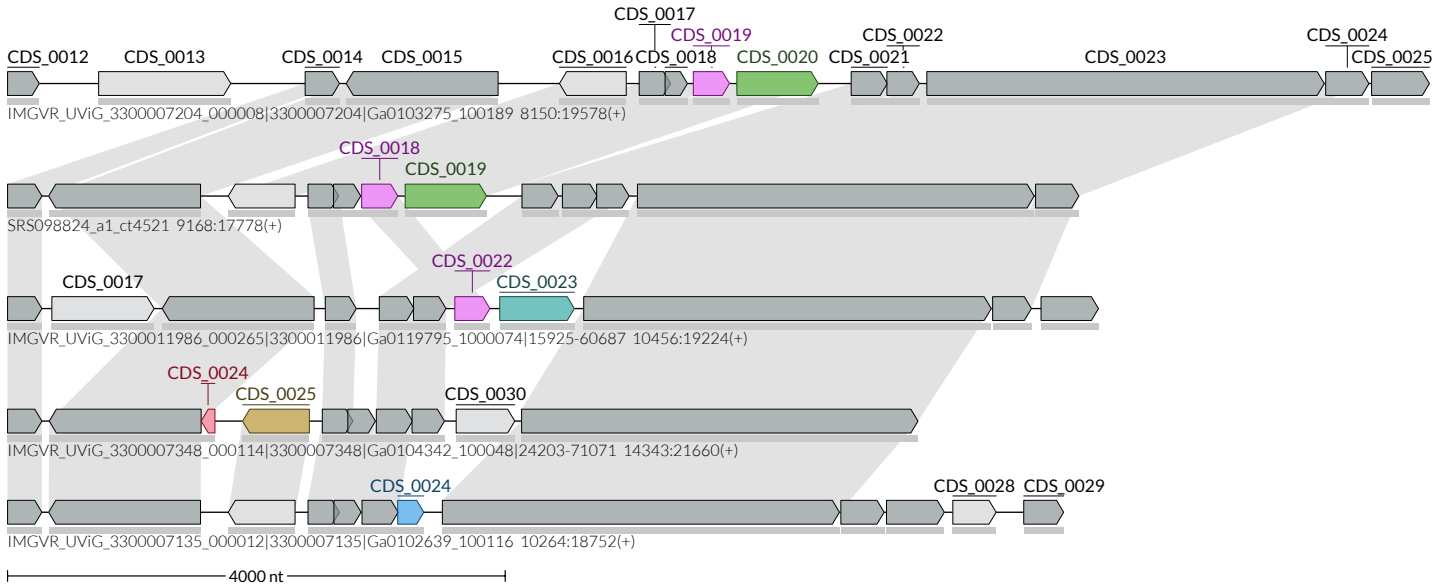 CDS_0017
CDS_0019 CDS_0022 CDS_0024
CDS_0012 CDS_0013 CDS_0014 CDS_0015 CDS_0016 CDS_0018 CDS_0020 CDS_0021 CDS_0023 CDS_0025
IMGVR_UViG_3300007204_000008|3300007204|Ga0103275_100189 8150:19578(+)
CDS_0018
CDS_0019
SRS098824_a1_ct4521 9168:17778(+)
CDS_0022
CDS_0017 CDS_0023
IMGVR_UViG_3300011986_000265|3300011986|Ga0119795_1000074|15925-60687 10456:19224(+)
CDS_0024
CDS_0025 CDS_0030
IMGVR_UViG_3300007348_000114|3300007348|Ga0104342_100048|24203-71071 14343:21660(+)
CDS_0024 CDS_0028 CDS_0029
IMGVR_UViG_3300007135_000012|3300007135|Ga0102639_100116 10264:18752(+)
4000 nt